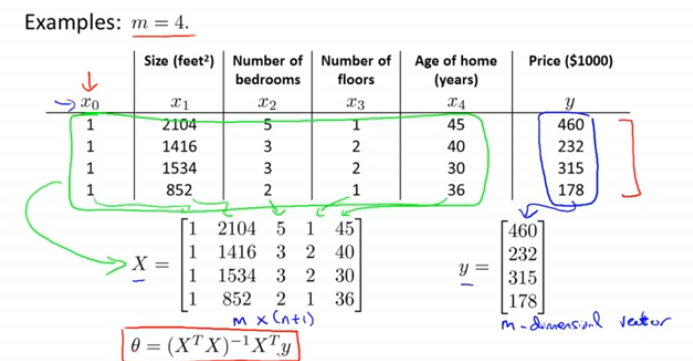 Examples: m = 4.
Size (feet²) Number of bedrooms Number of floors Age of home (years) Price ($1000)
x₀ x₁ x₂ x₃ x₄ y
1 2104 5 1 45 460
1 1416 3 2 40 232
1 1534 3 2 30 315
1 852 2 1 36 178
X = [1 2104 5 1 45
1 1416 3 2 40
1 1534 3 2 30
1 852 2 1 36]
m x (n+1)
y = [460
232
315
178]
m-dimensional vector
θ = (XᵀX)⁻¹Xᵀy